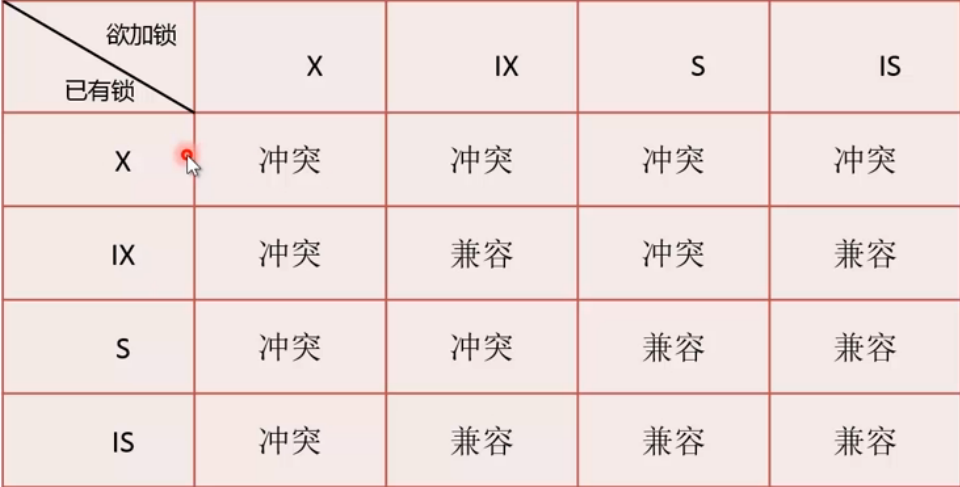 欲加锁
已有锁
X IX S IS
X 冲突 冲突 冲突 冲突
IX 冲突 兼容 冲突 兼容
S 冲突 冲突 兼容 兼容
IS 冲突 兼容 兼容 兼容